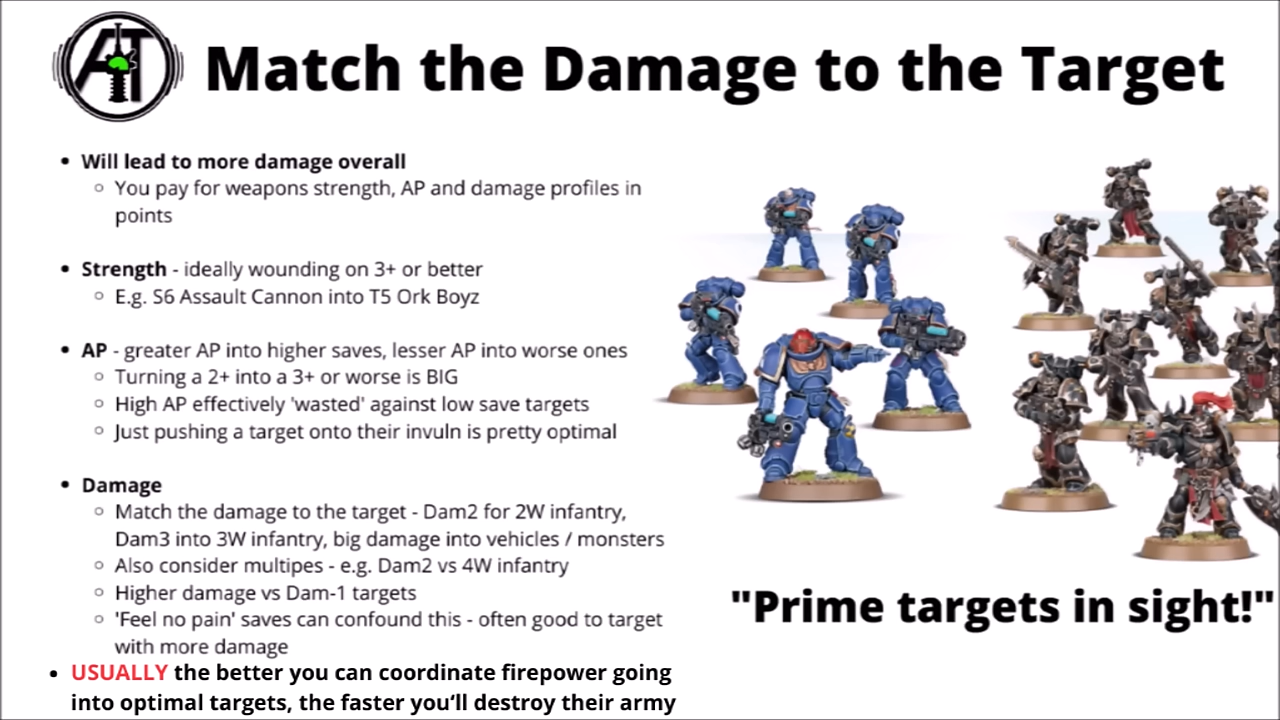 AT
Match the Damage to the Target
• Will lead to more damage overall
○ You pay for weapons strength, AP and damage profiles in
points
• Strength - ideally wounding on 3+ or better
○ E.g. S6 Assault Cannon into T5 Ork Boyz
• AP - greater AP into higher saves, lesser AP into worse ones
○ Turning a 2+ into a 3+ or worse is BIG
○ High AP effectively 'wasted' against low save targets
○ Just pushing a target onto their invuln is pretty optimal
• Damage
○ Match the damage to the target - Dam2 for 2W infantry,
Dam3 into 3W infantry, big damage into vehicles / monsters
○ Also consider multipes - e.g. Dam2 vs 4W infantry
○ Higher damage vs Dam-1 targets
○ 'Feel no pain' saves can confound this - often good to target
with more damage
• USUALLY the better you can coordinate firepower going
into optimal targets, the faster you‘ll destroy their army
"Prime targets in sight!"